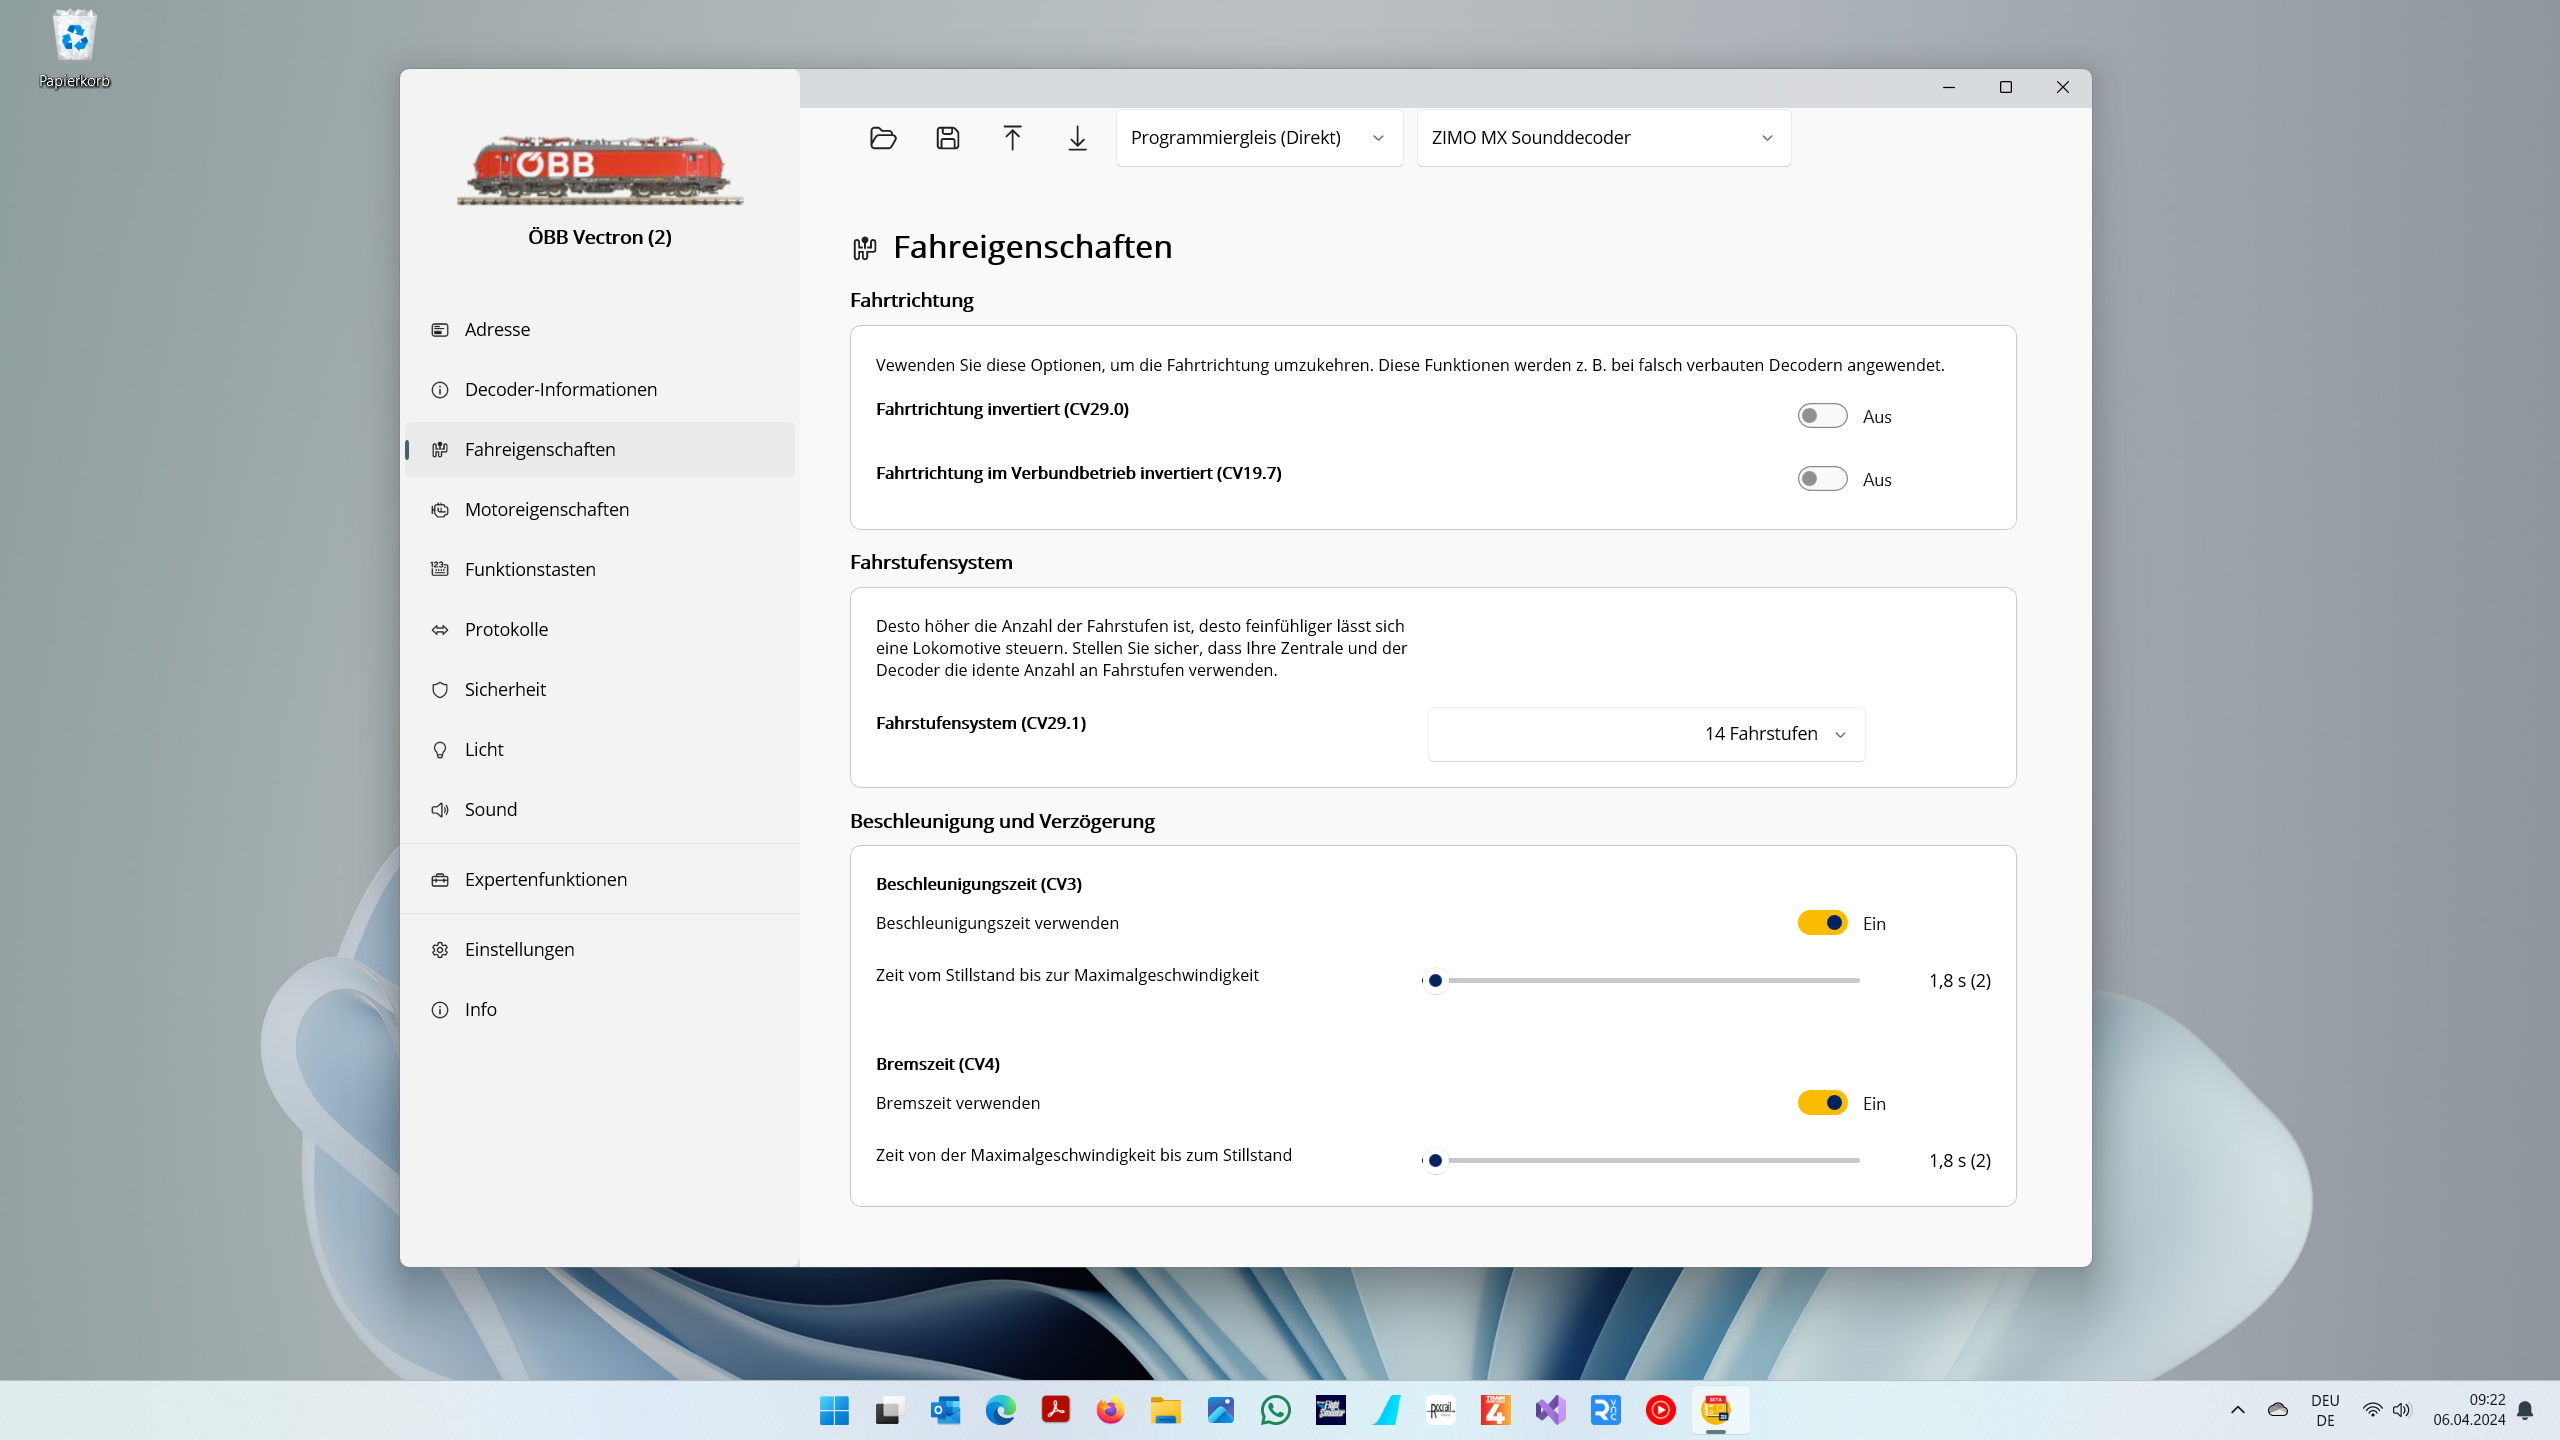 Papierkorb
ÖBB
ÖBB Vectron (2)
Adresse
Decoder-Informationen
Fahreigenschaften
Motoreigenschaften
Funktionstasten
Protokolle
Sicherheit
Licht
Sound
Expertenfunktionen
Einstellungen
Info
Programmiergleis (Direkt)
ZIMO MX Sounddecoder
Fahreigenschaften
Fahrtrichtung
Vewenden Sie diese Optionen, um die Fahrtrichtung umzukehren. Diese Funktionen werden z. B. bei falsch verbauten Decodern angewendet.
Fahrtrichtung invertiert (CV29.0)
Aus
Fahrtrichtung im Verbundbetrieb invertiert (CV19.7)
Aus
Fahrstufensystem
Desto höher die Anzahl der Fahrstufen ist, desto feinfühliger lässt sich
eine Lokomotive steuern. Stellen Sie sicher, dass Ihre Zentrale und der
Decoder die idente Anzahl an Fahrstufen verwenden.
Fahrstufensystem (CV29.1)
14 Fahrstufen
Beschleunigung und Verzögerung
Beschleunigungszeit (CV3)
Beschleunigungszeit verwenden
Ein
Zeit vom Stillstand bis zur Maximalgeschwindigkeit
1,8 s (2)
Bremszeit (CV4)
Bremszeit verwenden
Ein
Zeit von der Maximalgeschwindigkeit bis zum Stillstand
1,8 s (2)
DEU
DE
09:22
06.04.2024